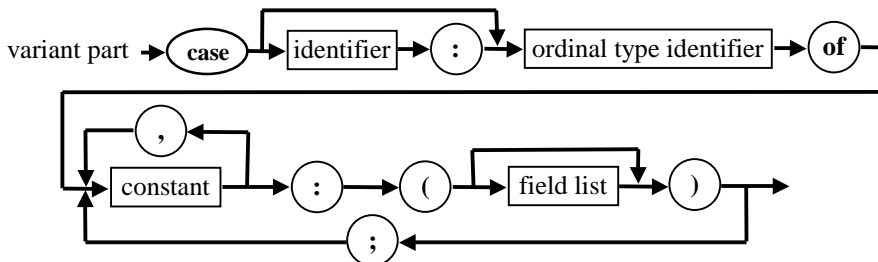 variant part case identifier : ordinal type identifier of
,
constant : ( field list )
;